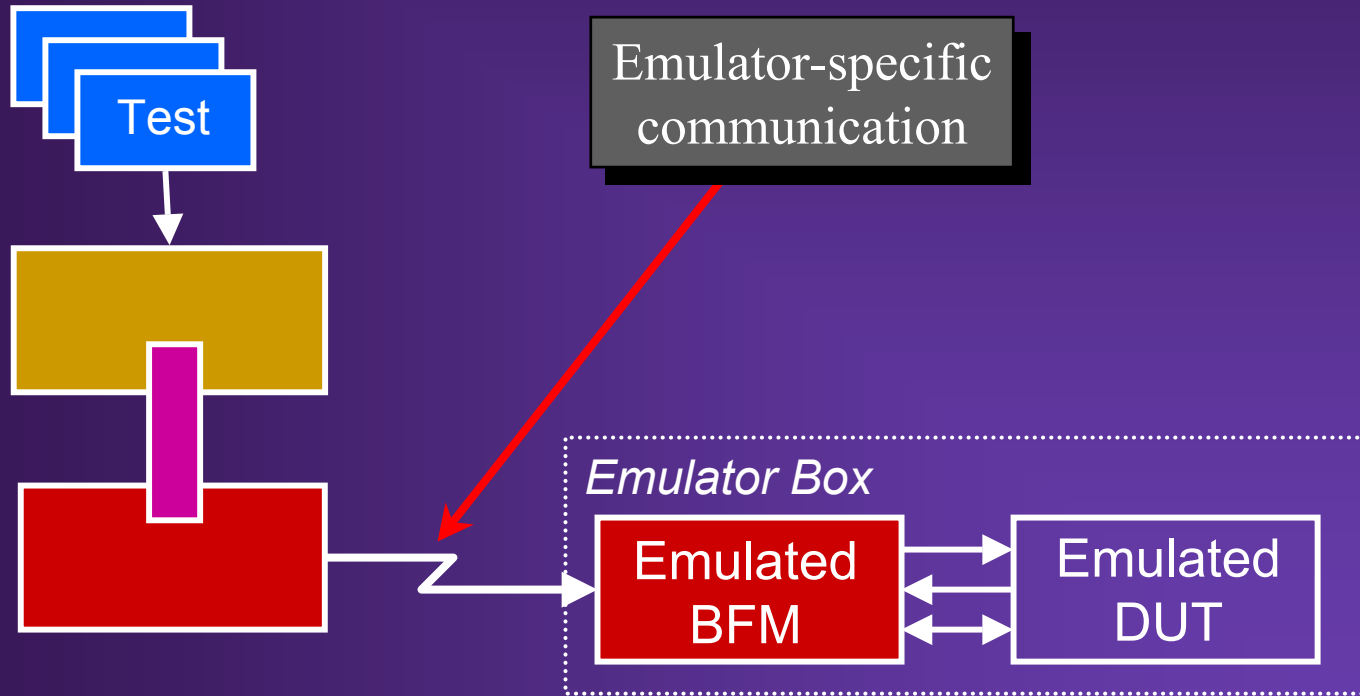 Test
Emulator-specific
communication
Emulator Box
Emulated
BFM
Emulated
DUT